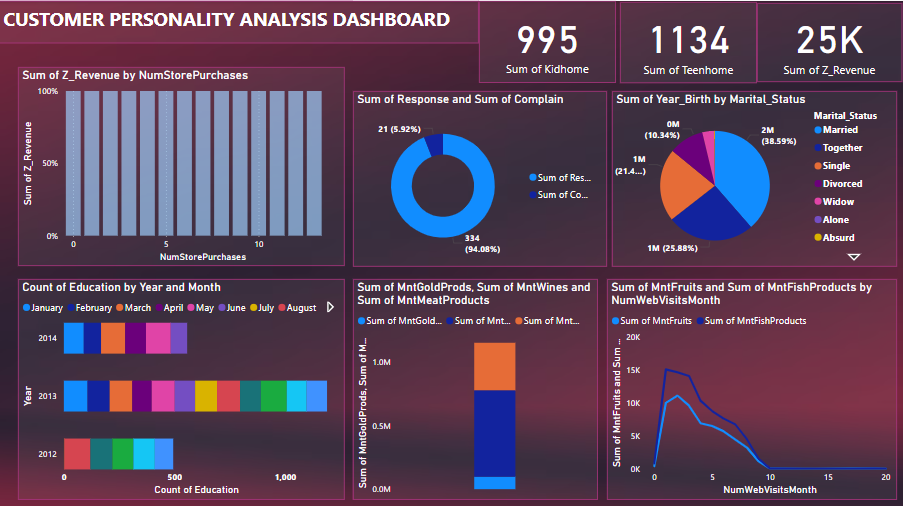 CUSTOMER PERSONALITY ANALYSIS DASHBOARD
995
Sum of Kidhome
1134
Sum of Teenhome
25K
Sum of Z_Revenue
Sum of Z_Revenue by NumStorePurchases
Sum of Z_Revenue
100%
50%
0%
0
5
10
NumStorePurchases
Sum of Response and Sum of Complain
21 (5.92%)
334
(94.08%)
Sum of Res...
Sum of Co...
Sum of Year_Birth by Marital_Status
0M
(10.34%)
2M
(38.59%)
1M
(21.4...)
1M (25.88%)
Marital_Status
Married
Together
Single
Divorced
Widow
Alone
Absurd
Count of Education by Year and Month
January
February
March
April
May
June
July
August
Year
2014
2013
2012
0
500
1,000
Count of Education
Sum of MntGoldProds, Sum of MntWines and
Sum of MntMeatProducts
Sum of MntGold...
Sum of Mnt...
Sum of Mnt...
Sum of MntGoldProds, Sum of M...
1.0M
0.5M
0.0M
Sum of MntFruits and Sum of MntFishProducts by
NumWebVisitsMonth
Sum of MntFruits
Sum of MntFishProducts
Sum of MntFruits and Sum ...
20K
15K
10K
5K
0K
0
5
10
15
20
NumWebVisitsMonth